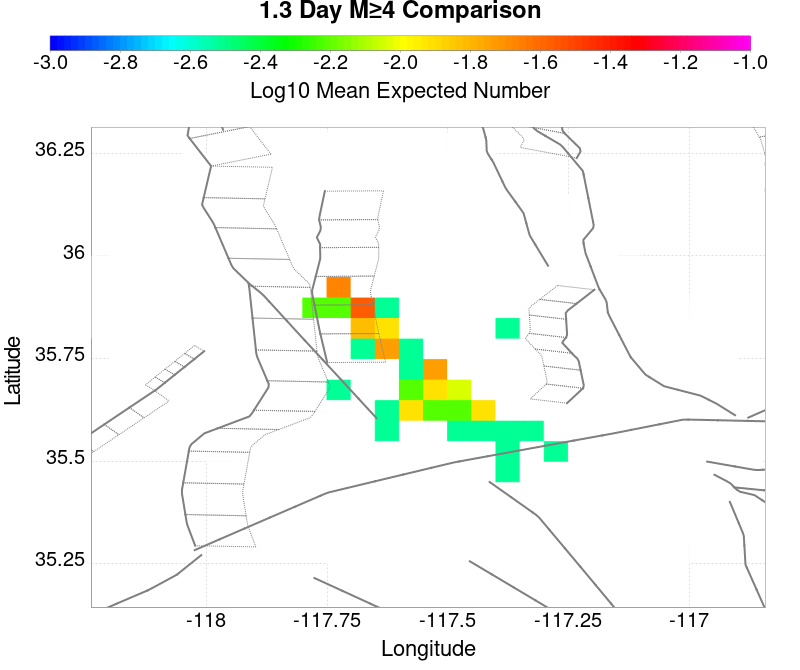 1.3 Day M≥4 Comparison
-3.0 -2.8 -2.6 -2.4 -2.2 -2.0 -1.8 -1.6 -1.4 -1.2 -1.0
Log10 Mean Expected Number
36.25
36
35.75
35.5
35.25
Latitude
-118 -117.75 -117.5 -117.25 -117
Longitude